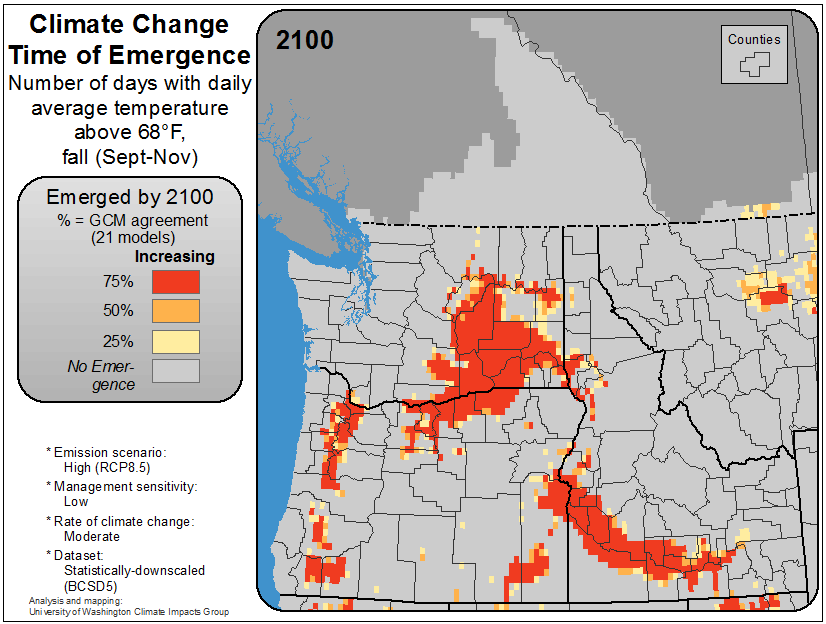 Climate Change
Time of Emergence
Number of days with daily
average temperature
above 68°F,
fall (Sept-Nov)
Emerged by 2100
% = GCM agreement
(21 models)
Increasing
75%
50%
25%
No Emer-
gence
* Emission scenario:
High (RCP8.5)
* Management sensitivity:
Low
* Rate of climate change:
Moderate
* Dataset:
Statistically-downscaled
(BCSD5)
Analysis and mapping:
University of Washington Climate Impacts Group
2100
Counties